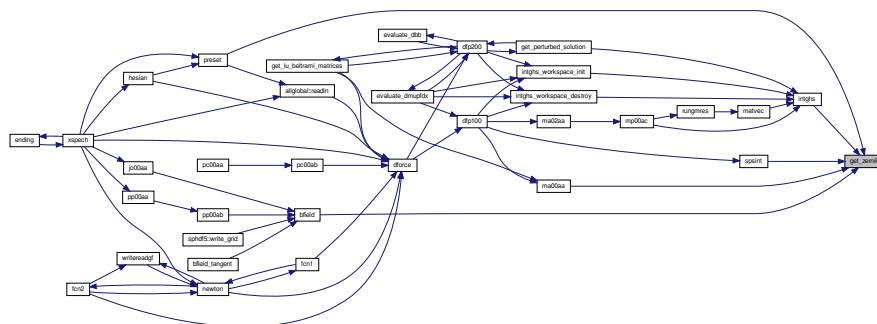 evaluate_dbb
dfp200
get_perturbed_solution
preset
get_lu_beltrami_matrices
intghs_workspace_init
hesian
allglobal::readin
evaluate_dmupfdx
intghs_workspace_destroy
intghs
rungmres
matvec
dfp100
ma02aa
mp00ac
ending
xspech
jo00aa
pc00aa
pc00ab
dforce
spsint
pp00aa
ma00aa
pp00ab
bfield
sphdf5::write_grid
bfield_tangent
writereadgf
fcn1
fcn2
newton